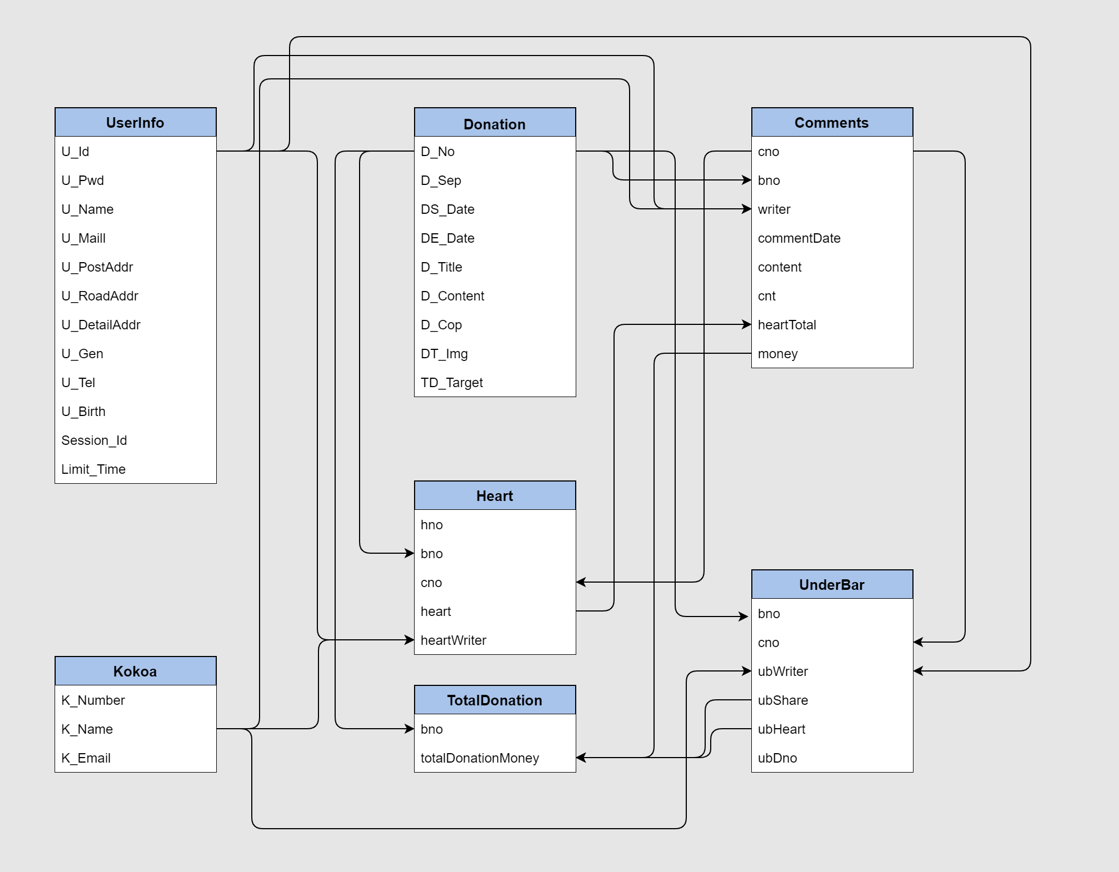 UserInfo
U_Id
U_Pwd
U_Name
U_Maill
U_PostAddr
U_RoadAddr
U_DetailAddr
U_Gen
U_Tel
U_Birth
Session_Id
Limit_Time
Donation
D_No
D_Sep
DS_Date
DE_Date
D_Title
D_Content
D_Cop
DT_Img
TD_Target
Comments
cno
bno
writer
commentDate
content
cnt
heartTotal
money
Heart
hno
bno
cno
heart
heartWriter
UnderBar
bno
cno
ubWriter
ubShare
ubHeart
ubDno
Kokoa
K_Number
K_Name
K_Email
TotalDonation
bno
totalDonationMoney